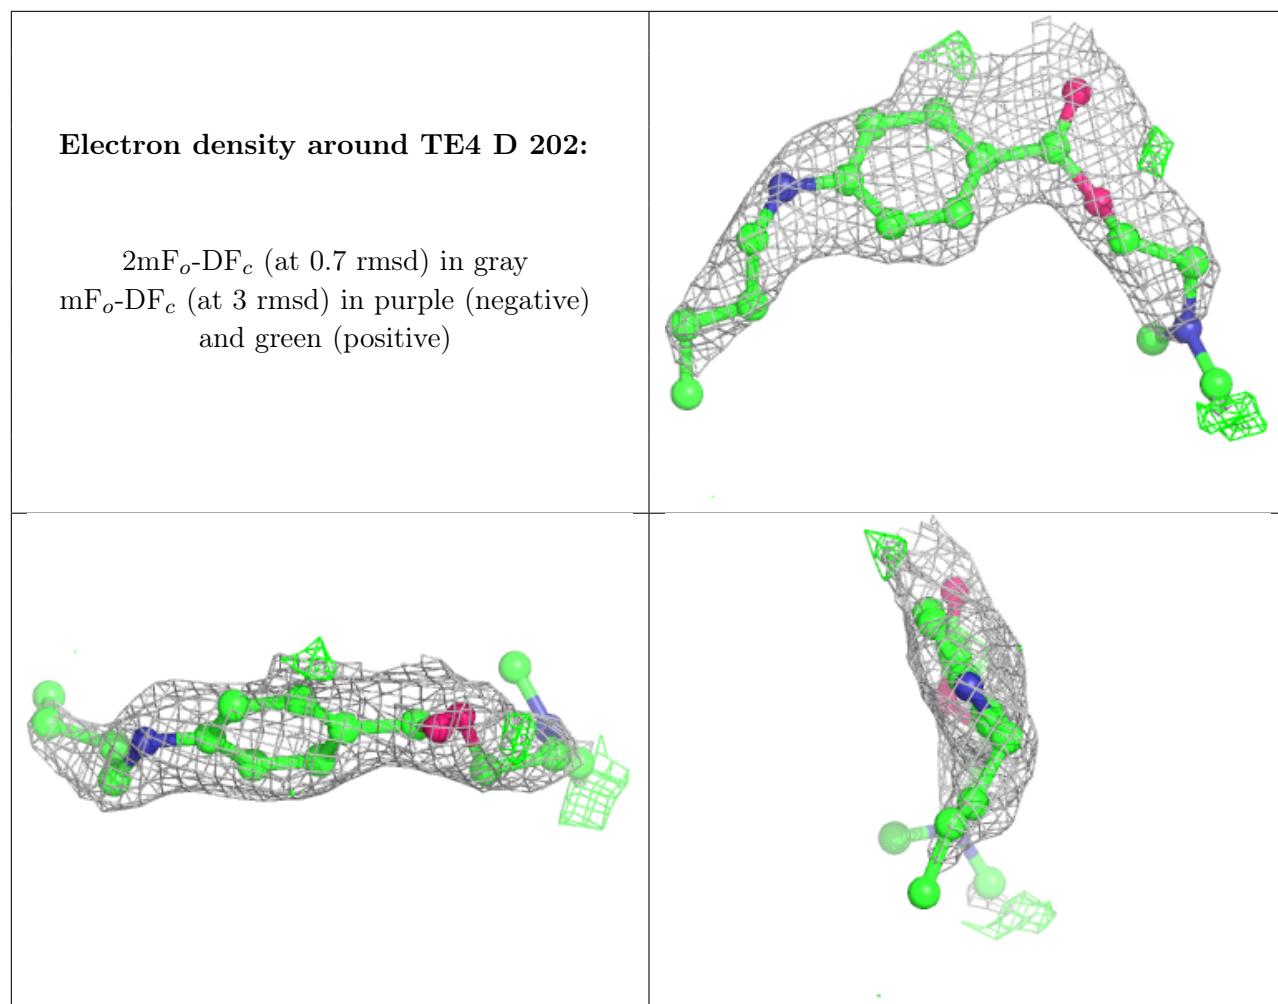 Electron density around TE4 D 202:
2mFo-DFc (at 0.7 rmsd) in gray
mFo-DFc (at 3 rmsd) in purple (negative)
and green (positive)